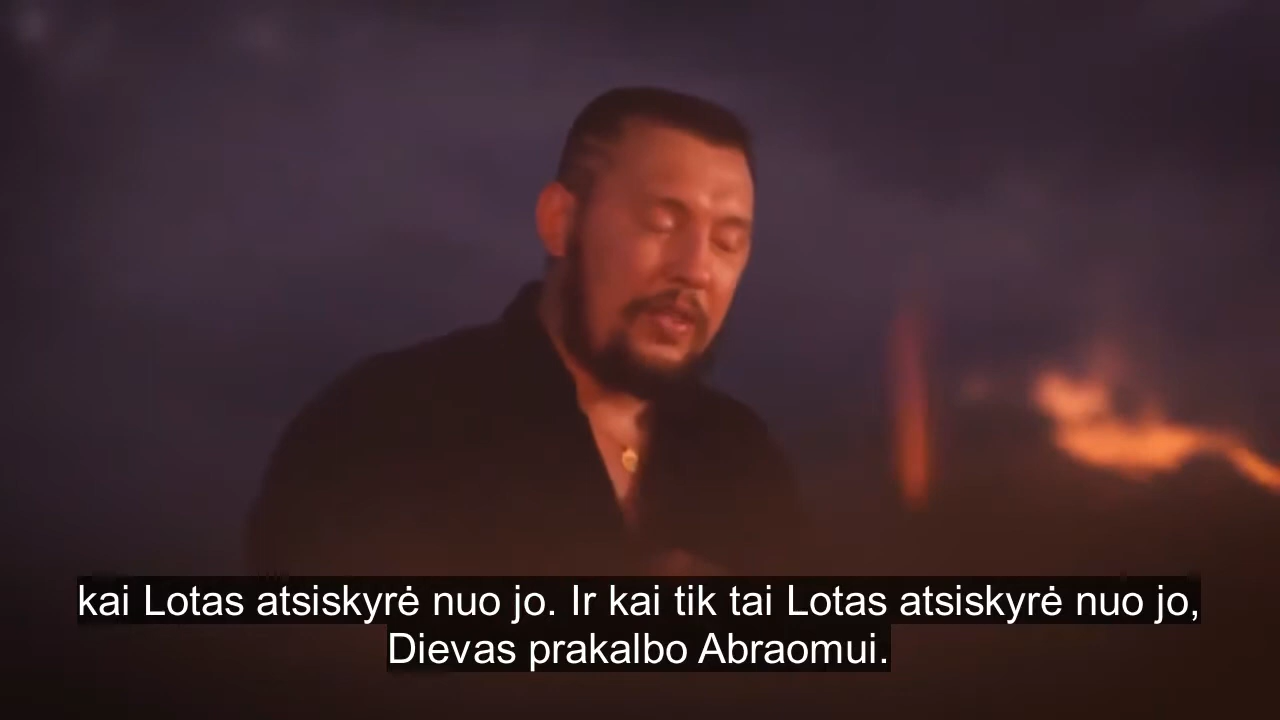 kai Lotas atsiskyrė nuo jo. Ir kai tik tai Lotas atsiskyrė nuo jo,
Dievas prakalbo Abraomui.